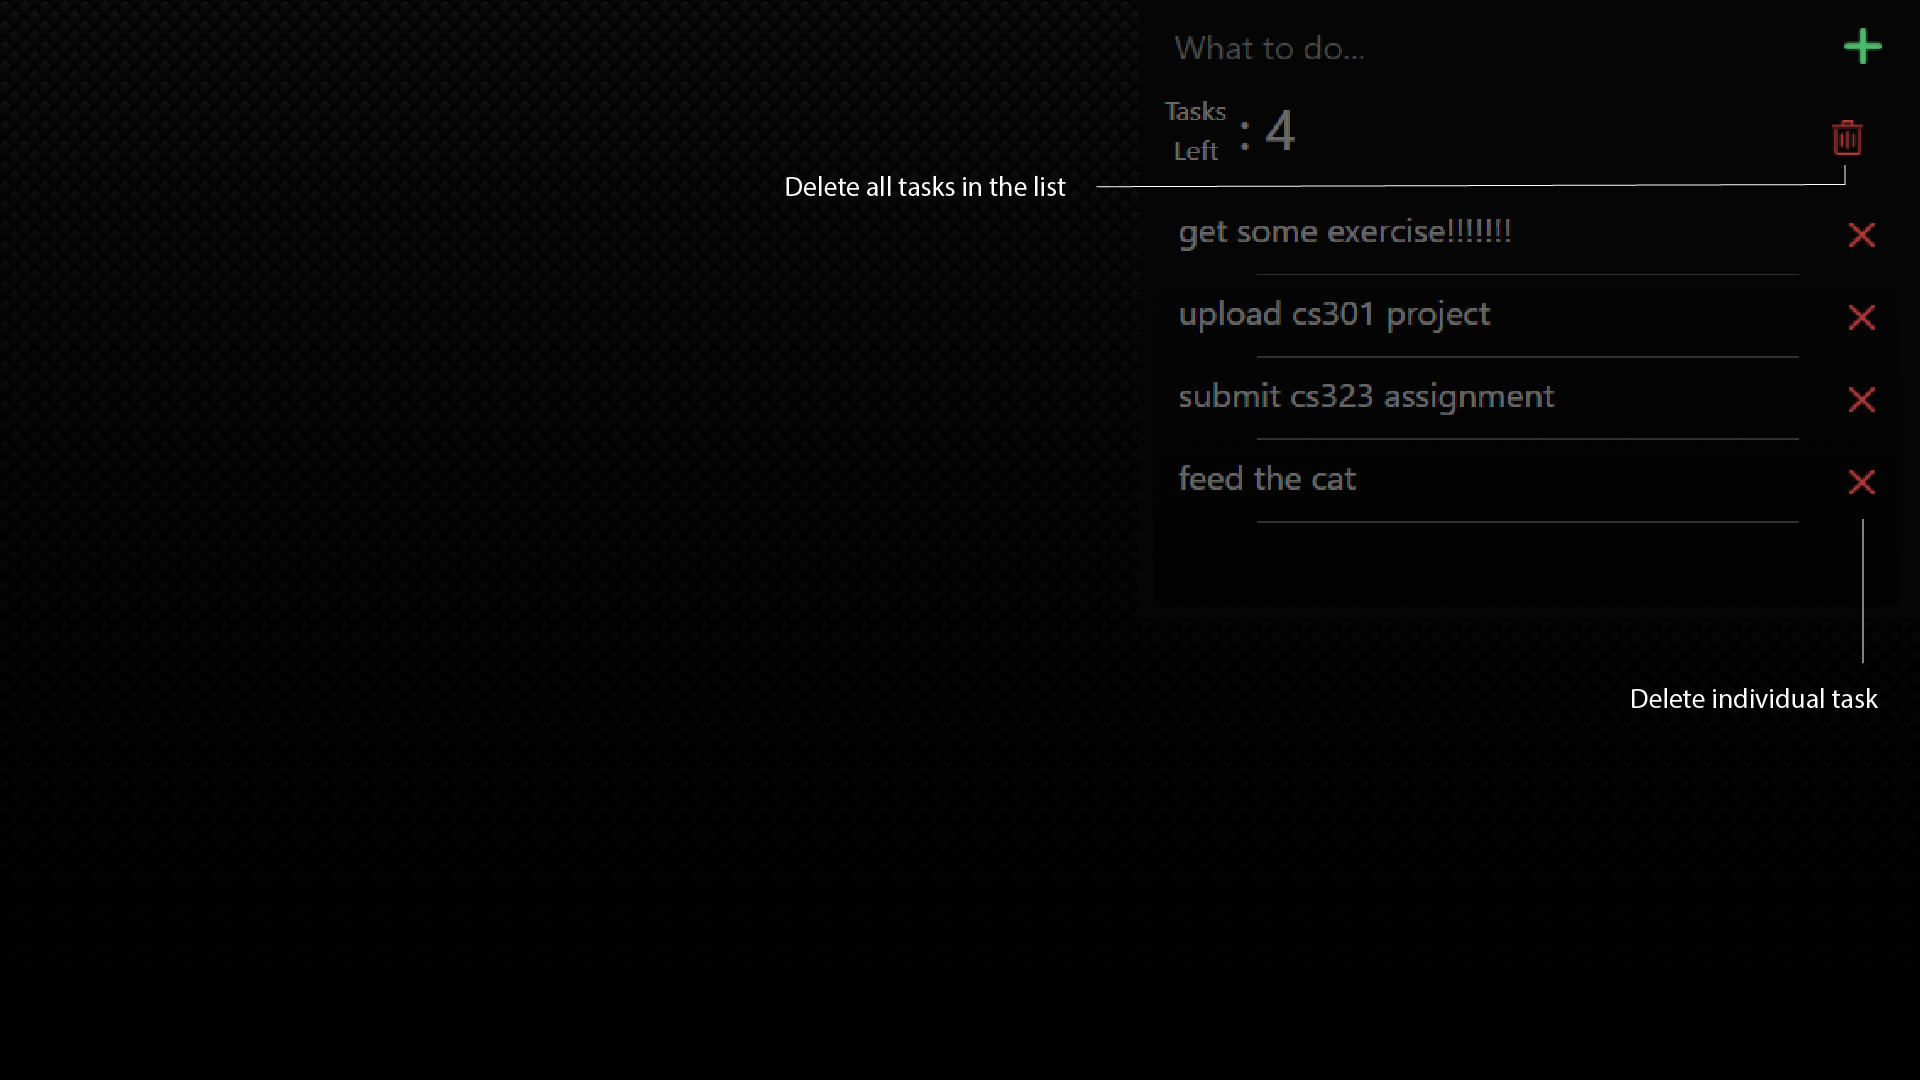 What to do...
Tasks
Left
: 4
Delete all tasks in the list
get some exercise!!!!!!!
upload cs301 project
submit cs323 assignment
feed the cat
Delete individual task